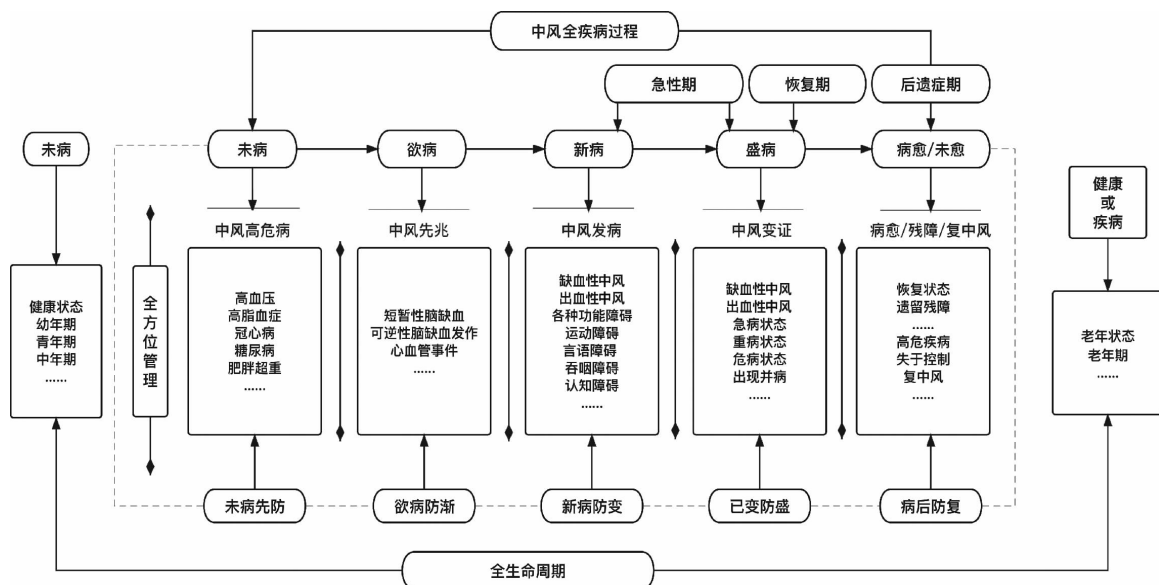 中风全疾病过程
急性期
恢复期
后遗症期
未病
未病
欲病
新病
盛病
病愈/未愈
健康
或
疾病
中风高危病
中风先兆
中风发病
中风变证
病愈/残障/复中风
健康状态
幼年期
青年期
中年期
......
全方位管理
高血压
高脂血症
冠心病
糖尿病
肥胖超重
......
短暂性脑缺血
可逆性脑缺血发作
心血管事件
......
缺血性中风
出血性中风
各种功能障碍
运动障碍
言语障碍
吞咽障碍
认知障碍
......
缺血性中风
出血性中风
急病状态
重病状态
危病状态
出现并病
......
恢复状态
遗留残障
......
高危疾病
失于控制
复中风
......
老年状态
老年期
......
未病先防
欲病防渐
新病防变
已变防盛
病后防复
全生命周期